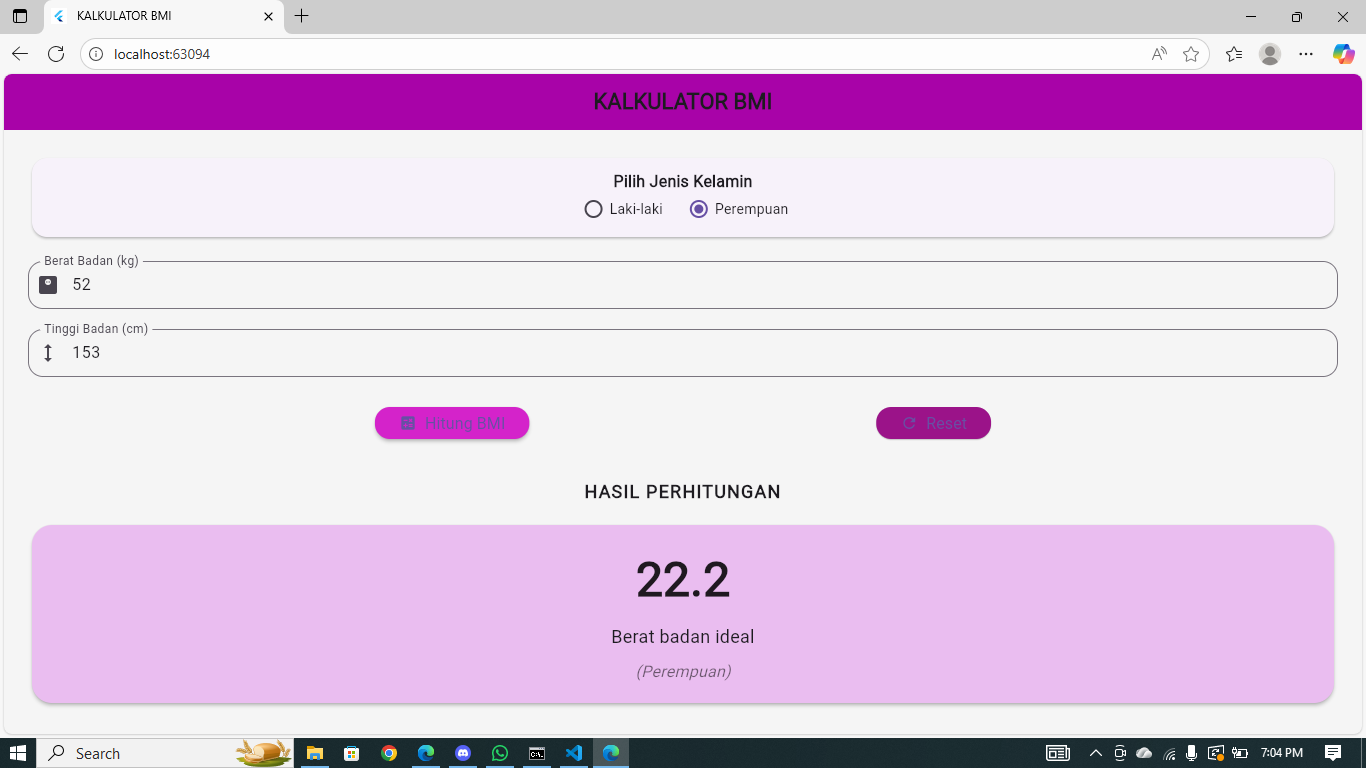 KALKULATOR BMI
localhost:63094
KALKULATOR BMI
Pilih Jenis Kelamin
Laki-laki Perempuan
Berat Badan (kg)
52
Tinggi Badan (cm)
153
Hitung BMI Reset
HASIL PERHITUNGAN
22.2
Berat badan ideal
(Perempuan)
Search 7:04 PM